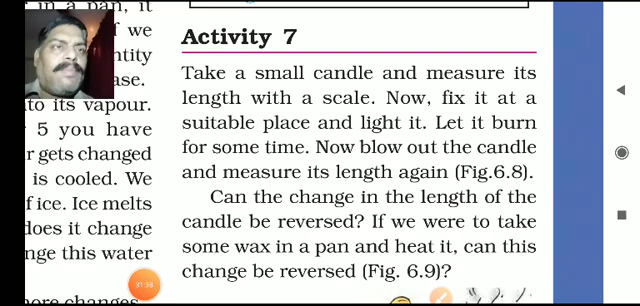 in a pan, it
we
ase.
to its vapour.
5 you have
gets changed
is cooled. We
ice. Ice melts
does it change
this water
changes
Activity 7
Take a small candle and measure its
length with a scale. Now, fix it at a
suitable place and light it. Let it burn
for some time. Now blow out the candle
and measure its length again (Fig.6.8).
Can the change in the length of the
candle be reversed? If we were to take
some wax in a pan and heat it, can this
change be reversed (Fig. 6.9)?
31:58